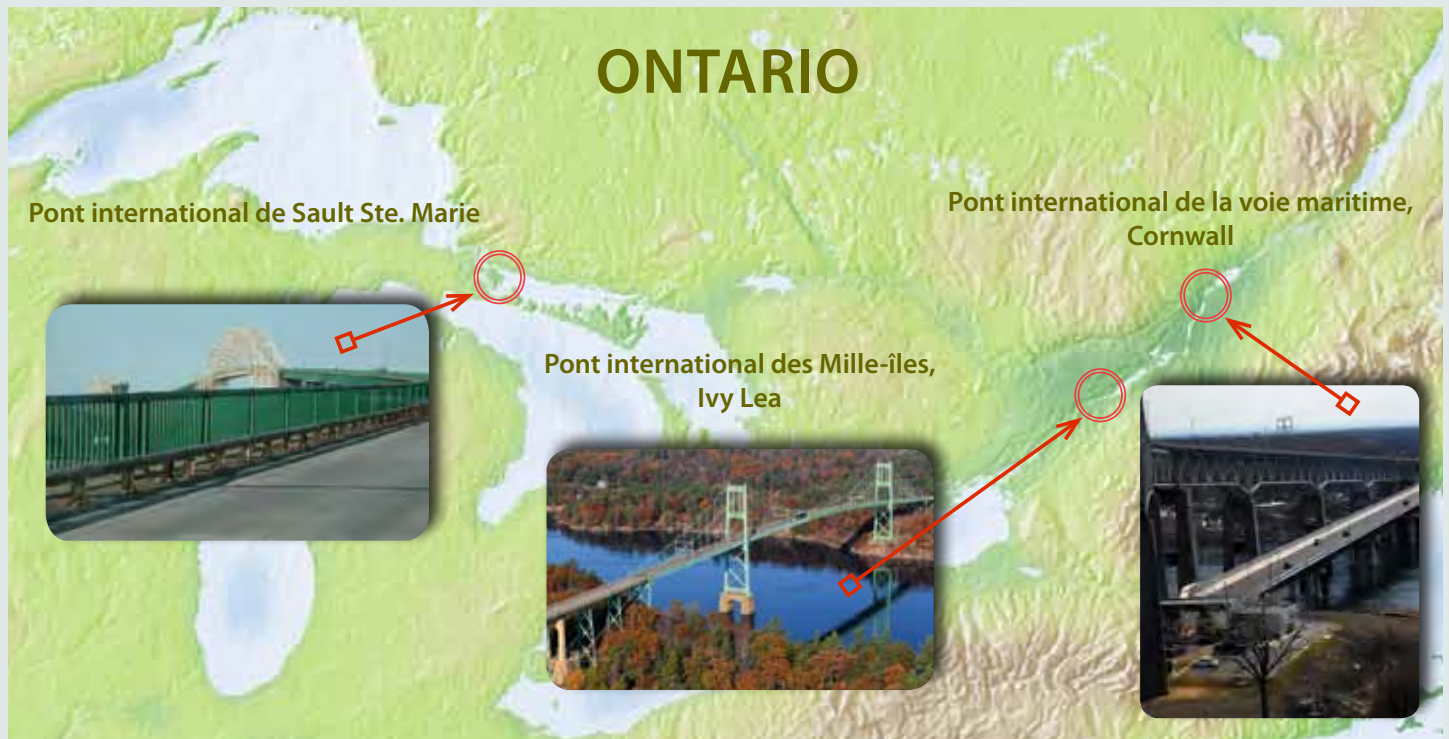 ONTARIO
Pont international de Sault Ste. Marie
Pont international de la voie maritime,
Cornwall
Pont international des Mille-îles,
Ivy Lea